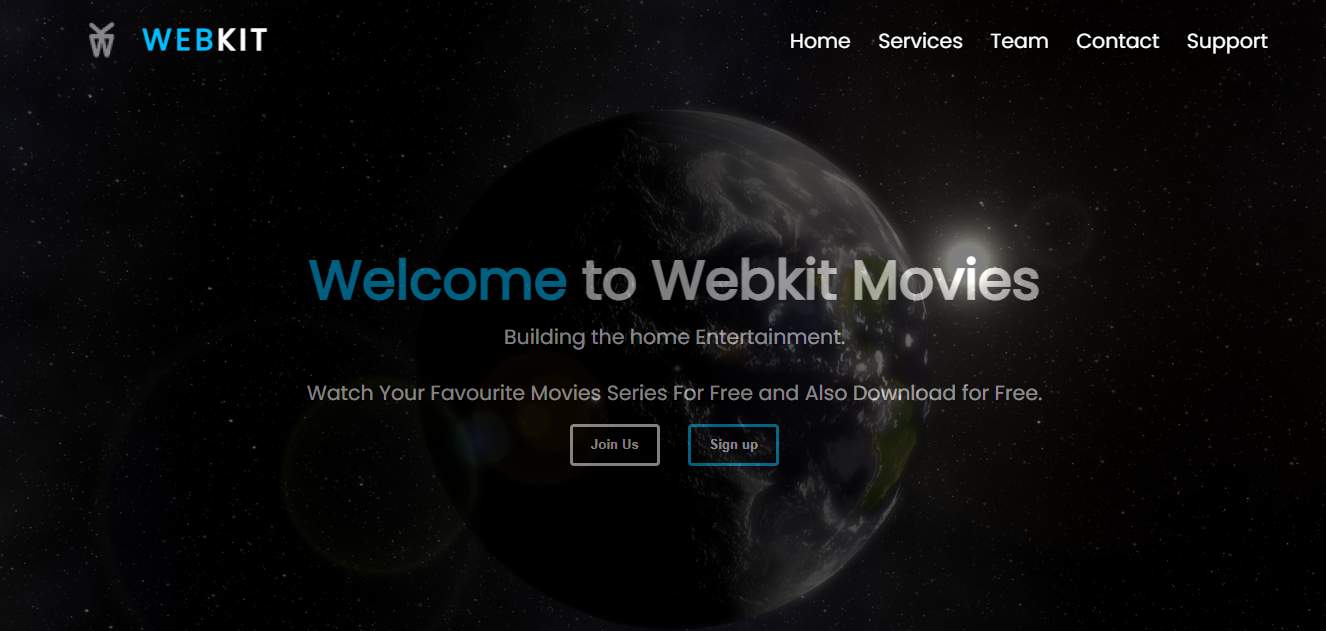 WEBKIT
Home Services Team Contact Support
Welcome to Webkit Movies
Building the home Entertainment.
Watch Your Favourite Movies Series For Free and Also Download for Free.
Join Us Sign up